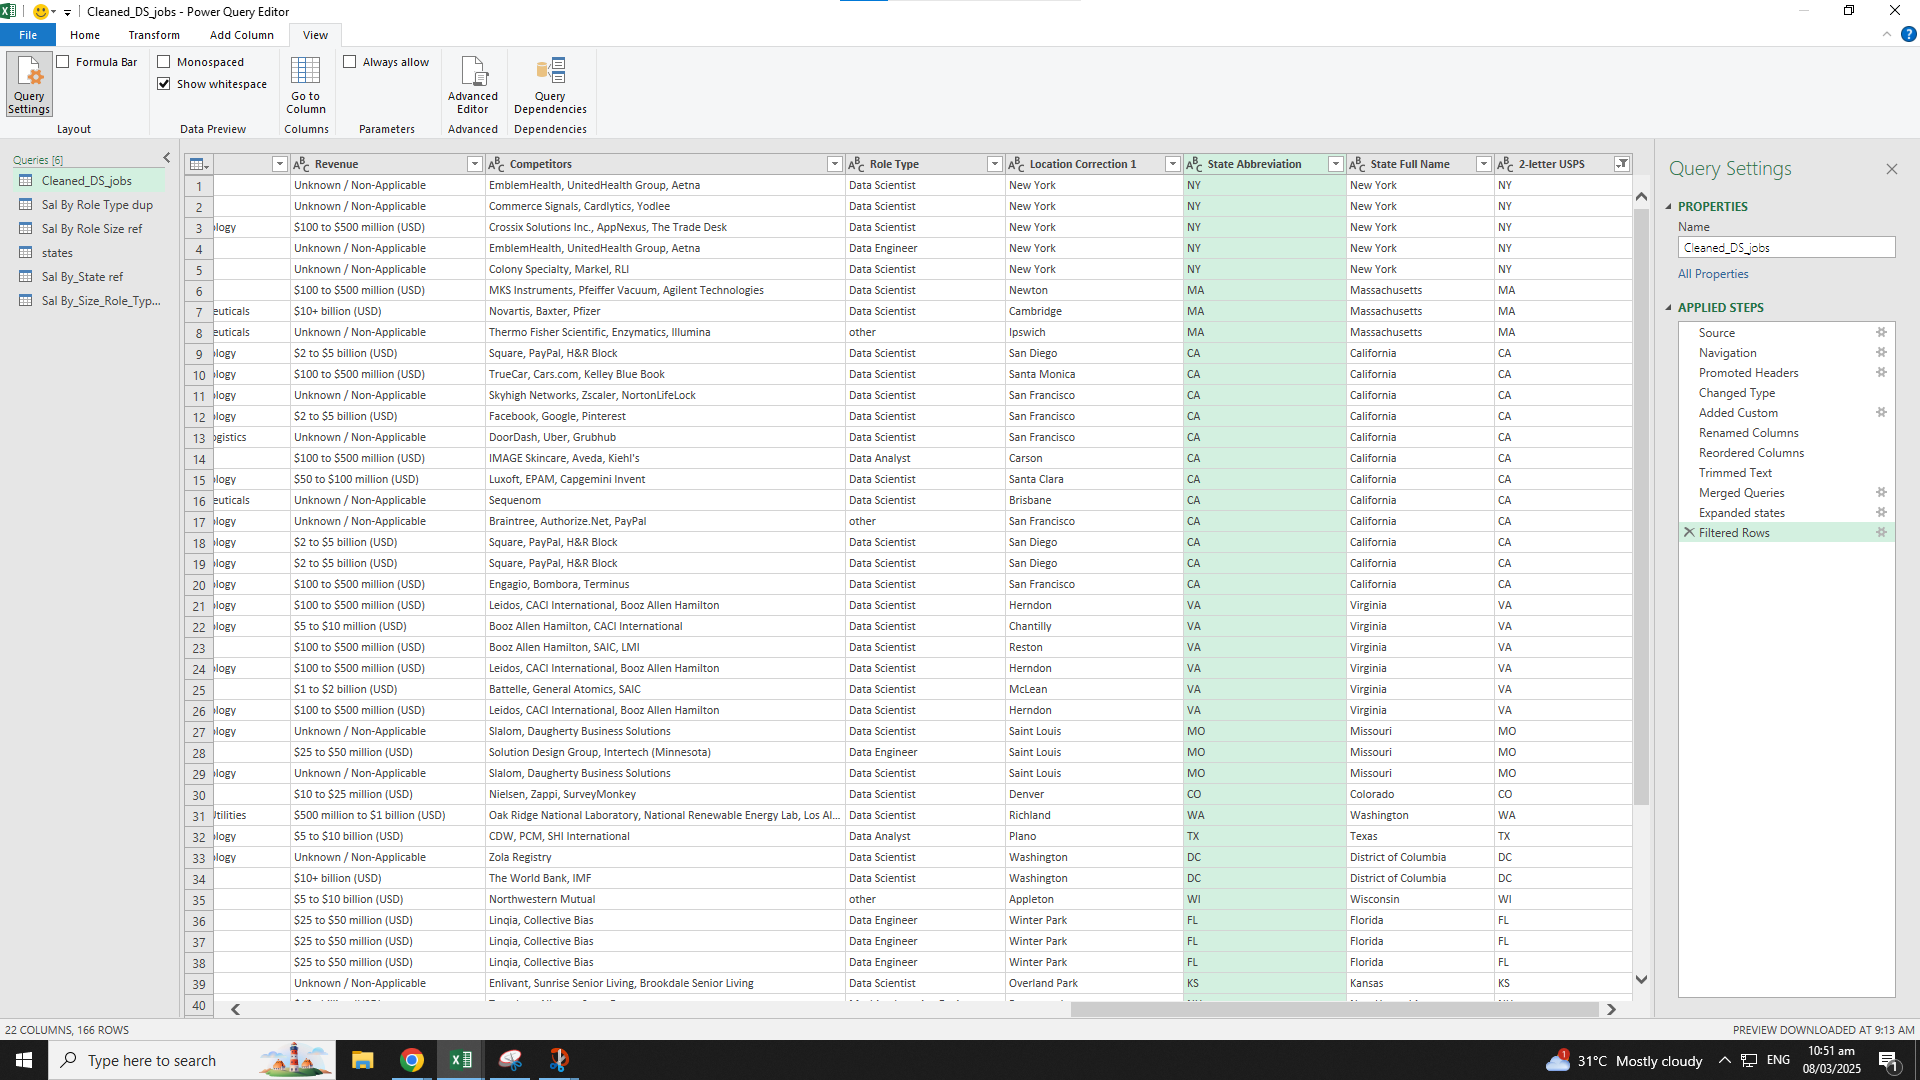 Cleaned_DS_jobs - Power Query Editor
File Home Transform Add Column View
Query Settings
Formula Bar
Layout
Monospaced
Show whitespace
Data Preview
Go to Column
Columns
Always allow
Parameters
Advanced Editor
Advanced
Query Dependencies
Dependencies
Queries [6]
Cleaned_DS_jobs
Sal By Role Type dup
Sal By Role Size ref
states
Sal By_State ref
Sal By_Size_Role_Typ...
Revenue Competitors Role Type Location Correction 1 State Abbreviation State Full Name 2-letter USPS
1 Unknown / Non-Applicable EmblemHealth, UnitedHealth Group, Aetna Data Scientist New York NY New York NY
2 Unknown / Non-Applicable Commerce Signals, Cardlytics, Yodlee Data Scientist New York NY New York NY
3 ology $100 to $500 million (USD) Crossix Solutions Inc., AppNexus, The Trade Desk Data Scientist New York NY New York NY
4 Unknown / Non-Applicable EmblemHealth, UnitedHealth Group, Aetna Data Engineer New York NY New York NY
5 Unknown / Non-Applicable Colony Specialty, Markel, RLI Data Scientist New York NY New York NY
6 $100 to $500 million (USD) MKS Instruments, Pfeiffer Vacuum, Agilent Technologies Data Scientist Newton MA Massachusetts MA
7 euticals $10+ billion (USD) Novartis, Baxter, Pfizer Data Scientist Cambridge MA Massachusetts MA
8 euticals Unknown / Non-Applicable Thermo Fisher Scientific, Enzymatics, Illumina other Ipswich MA Massachusetts MA
9 ology $2 to $5 billion (USD) Square, PayPal, H&R Block Data Scientist San Diego CA California CA
10 ology $100 to $500 million (USD) TrueCar, Cars.com, Kelley Blue Book Data Scientist Santa Monica CA California CA
11 ology Unknown / Non-Applicable Skyhigh Networks, Zscaler, NortonLifeLock Data Scientist San Francisco CA California CA
12 ology $2 to $5 billion (USD) Facebook, Google, Pinterest Data Scientist San Francisco CA California CA
13 ogistics Unknown / Non-Applicable DoorDash, Uber, Grubhub Data Scientist San Francisco CA California CA
14 $100 to $500 million (USD) IMAGE Skincare, Aveda, Kiehl's Data Analyst Carson CA California CA
15 ology $50 to $100 million (USD) Luxoft, EPAM, Capgemini Invent Data Scientist Santa Clara CA California CA
16 euticals Unknown / Non-Applicable Sequenom Data Scientist Brisbane CA California CA
17 ology Unknown / Non-Applicable Braintree, Authorize.Net, PayPal other San Francisco CA California CA
18 ology $2 to $5 billion (USD) Square, PayPal, H&R Block Data Scientist San Diego CA California CA
19 ology $2 to $5 billion (USD) Square, PayPal, H&R Block Data Scientist San Diego CA California CA
20 ology $100 to $500 million (USD) Engagio, Bombora, Terminus Data Scientist San Francisco CA California CA
21 ology $100 to $500 million (USD) Leidos, CACI International, Booz Allen Hamilton Data Scientist Herndon VA Virginia VA
22 ology $5 to $10 million (USD) Booz Allen Hamilton, CACI International Data Scientist Chantilly VA Virginia VA
23 $100 to $500 million (USD) Booz Allen Hamilton, SAIC, LMI Data Scientist Reston VA Virginia VA
24 ology $100 to $500 million (USD) Leidos, CACI International, Booz Allen Hamilton Data Scientist Herndon VA Virginia VA
25 $1 to $2 billion (USD) Battelle, General Atomics, SAIC Data Scientist McLean VA Virginia VA
26 ology $100 to $500 million (USD) Leidos, CACI International, Booz Allen Hamilton Data Scientist Herndon VA Virginia VA
27 ology Unknown / Non-Applicable Slalom, Daugherty Business Solutions Data Scientist Saint Louis MO Missouri MO
28 $25 to $50 million (USD) Solution Design Group, Intertech (Minnesota) Data Engineer Saint Louis MO Missouri MO
29 ology Unknown / Non-Applicable Slalom, Daugherty Business Solutions Data Scientist Saint Louis MO Missouri MO
30 $10 to $25 million (USD) Nielsen, Zappi, SurveyMonkey Data Scientist Denver CO Colorado CO
31 Utilities $500 million to $1 billion (USD) Oak Ridge National Laboratory, National Renewable Energy Lab, Los Al... Data Scientist Richland WA Washington WA
32 ology $5 to $10 billion (USD) CDW, PCM, SHI International Data Analyst Plano TX Texas TX
33 ology Unknown / Non-Applicable Zola Registry Data Scientist Washington DC District of Columbia DC
34 $10+ billion (USD) The World Bank, IMF Data Scientist Washington DC District of Columbia DC
35 $5 to $10 billion (USD) Northwestern Mutual other Appleton WI Wisconsin WI
36 $25 to $50 million (USD) Linqia, Collective Bias Data Engineer Winter Park FL Florida FL
37 $25 to $50 million (USD) Linqia, Collective Bias Data Engineer Winter Park FL Florida FL
38 $25 to $50 million (USD) Linqia, Collective Bias Data Engineer Winter Park FL Florida FL
39 Unknown / Non-Applicable Enlivant, Sunrise Senior Living, Brookdale Senior Living Data Scientist Overland Park KS Kansas KS
40
Query Settings
PROPERTIES
Name
Cleaned_DS_jobs
All Properties
APPLIED STEPS
Source
Navigation
Promoted Headers
Changed Type
Added Custom
Renamed Columns
Reordered Columns
Trimmed Text
Merged Queries
Expanded states
Filtered Rows
22 COLUMNS, 166 ROWS
PREVIEW DOWNLOADED AT 9:13 AM
Type here to search
31°C Mostly cloudy
ENG
10:51 am
08/03/2025